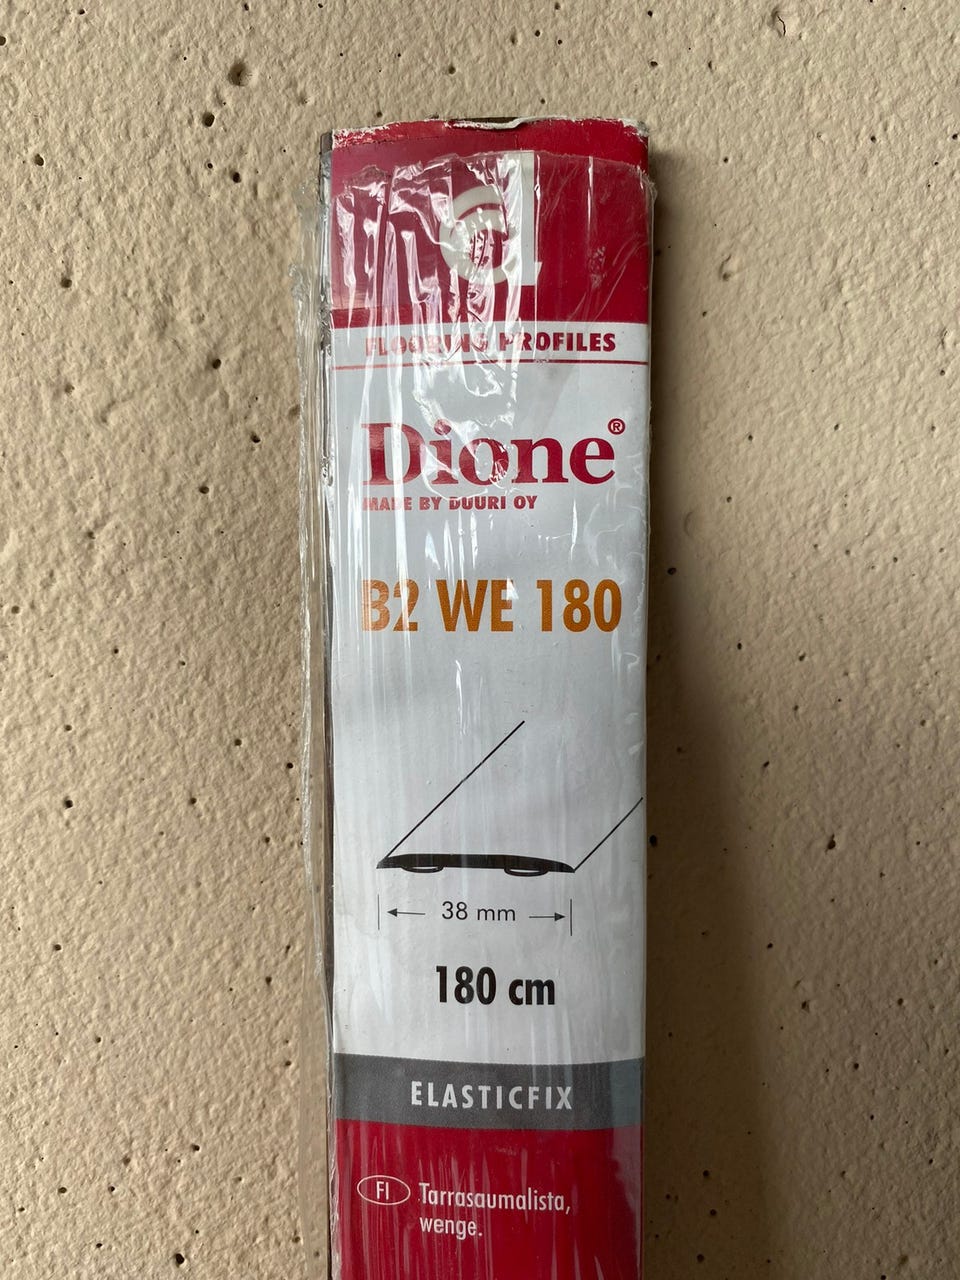 FLOORING PROFILES
Dione®
MADE BY DUURI OY
B2 WE 180
38 mm
180 cm
ELASTICFIX
FI Tarrasaumalista,
wenge.